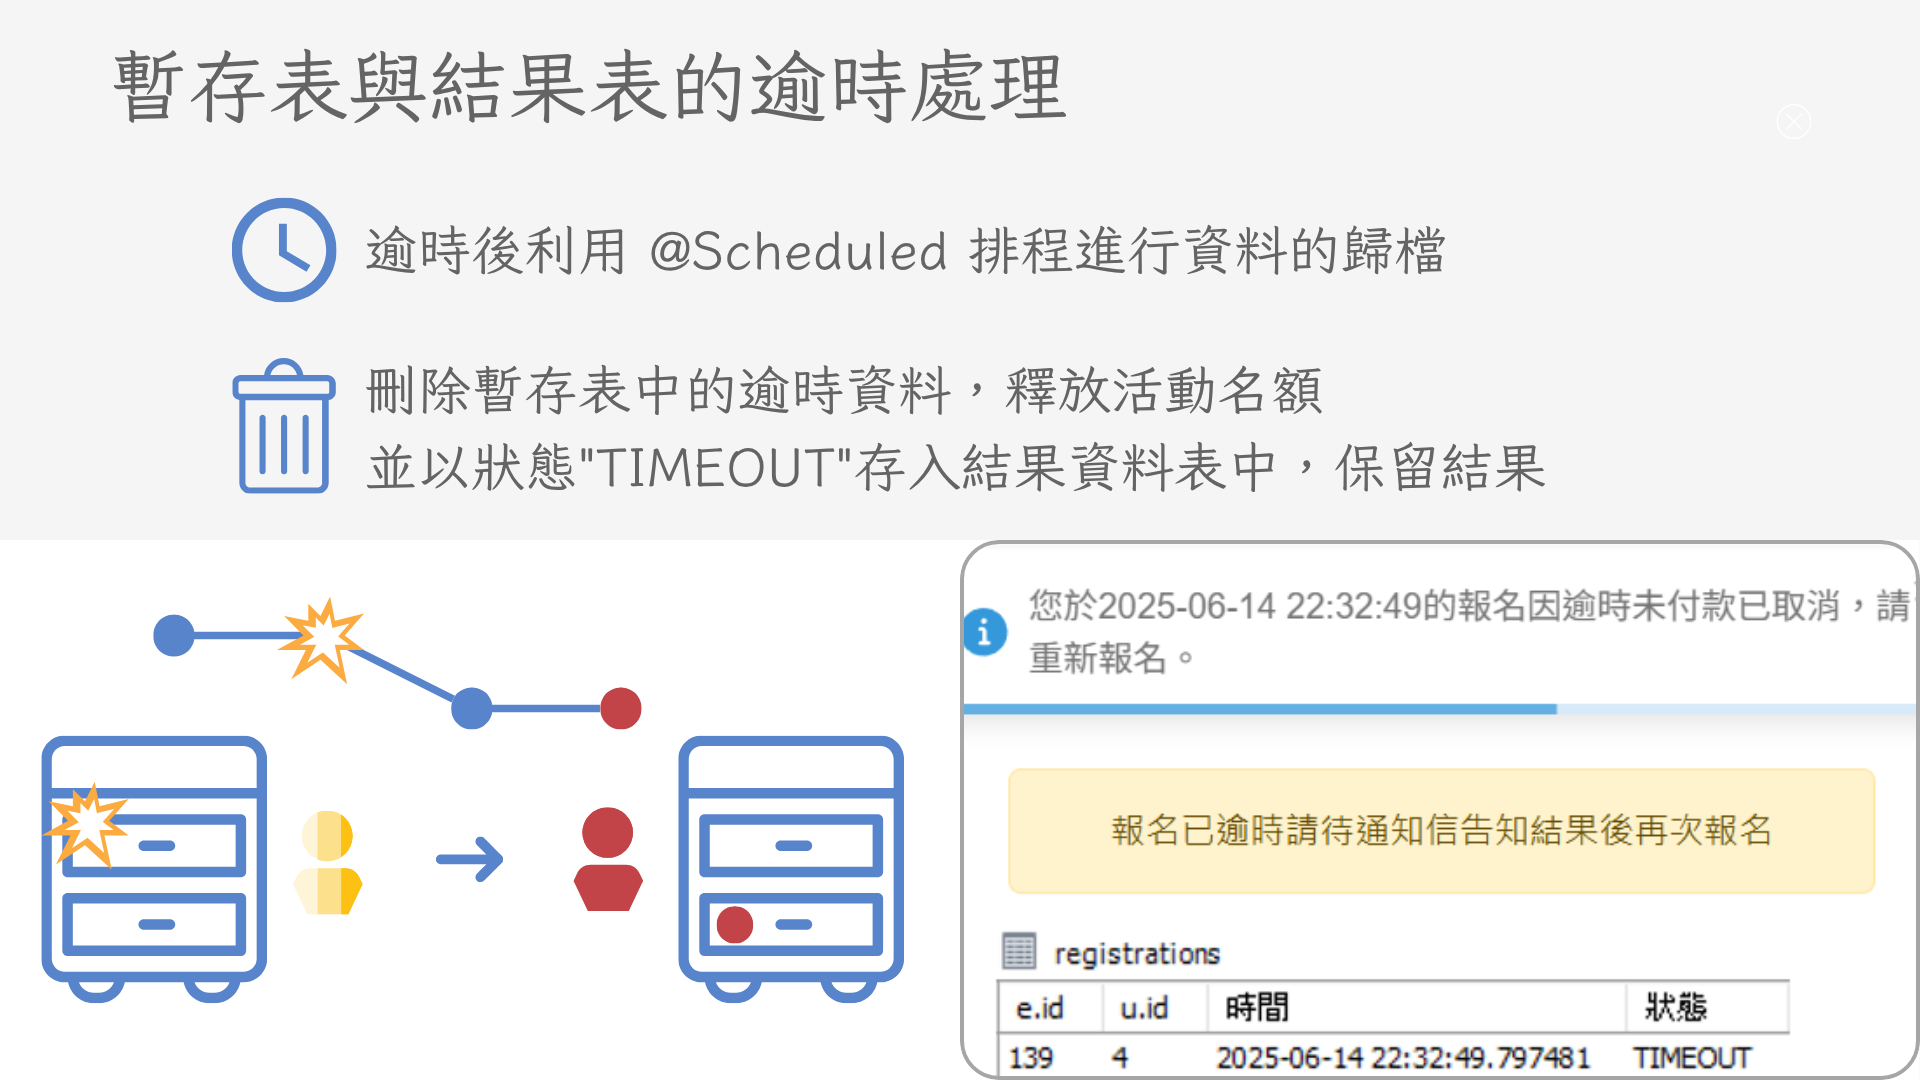 暫存表與結果表的逾時處理
逾時後利用 @Scheduled 排程進行資料的歸檔
刪除暫存表中的逾時資料，釋放活動名額
並以狀態"TIMEOUT"存入結果資料表中，保留結果
您於2025-06-14 22:32:49的報名因逾時未付款已取消，請
重新報名。
報名已逾時請待通知信告知結果後再次報名
registrations
e.id u.id 時間 狀態
139 4 2025-06-14 22:32:49.797481 TIMEOUT